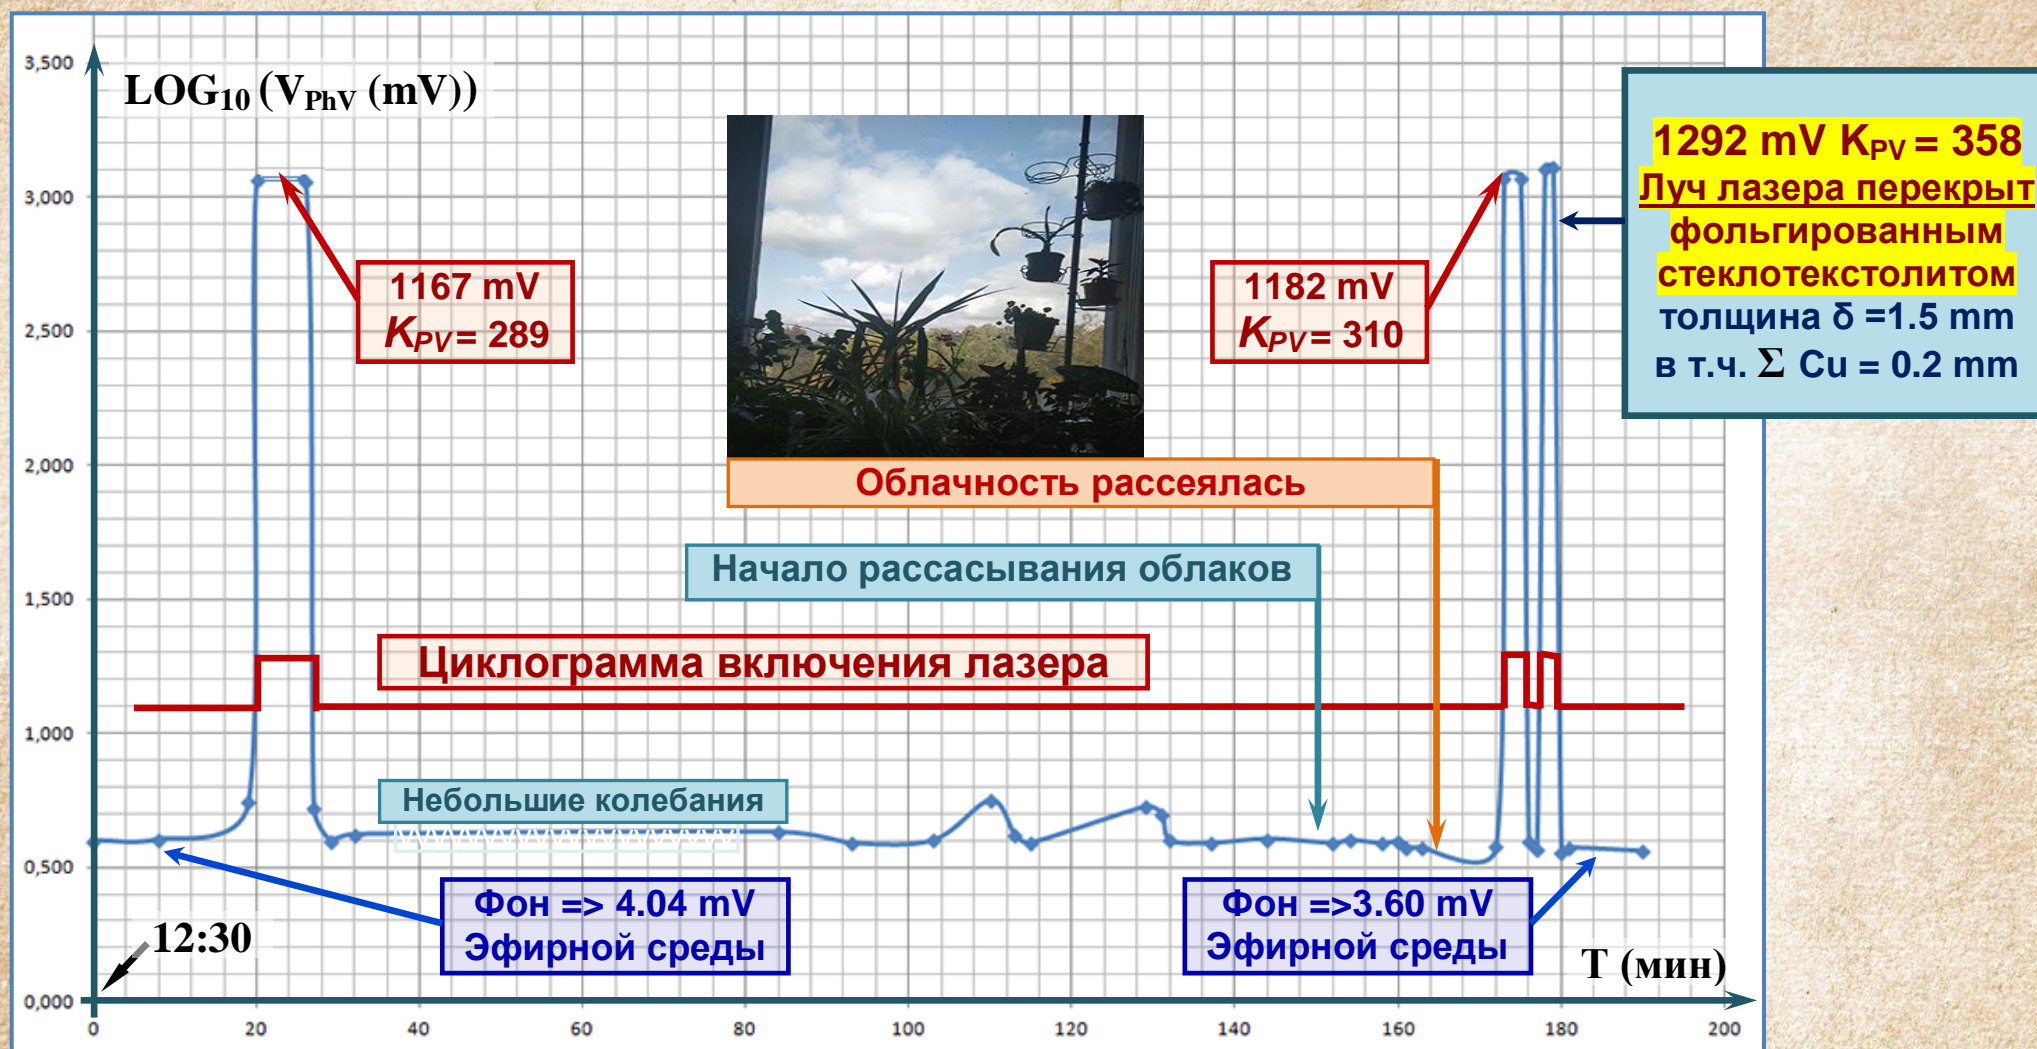 LOG₁₀ (V_PhV (mV))
3,500
3,000
2,500
2,000
1,500
1,000
0,500
0,000
1167 mV
K_PV = 289
1182 mV
K_PV = 310
1292 mV K_PV = 358
Луч лазера перекрыт
фольгированным
стеклотекстолитом
толщина δ =1.5 mm
в т.ч. Σ Cu = 0.2 mm
Облачность рассеялась
Начало рассасывания облаков
Циклограмма включения лазера
Небольшие колебания
Фон => 4.04 mV
Эфирной среды
Фон =>3.60 mV
Эфирной среды
12:30
T (мин)
0 20 40 60 80 100 120 140 160 180 200